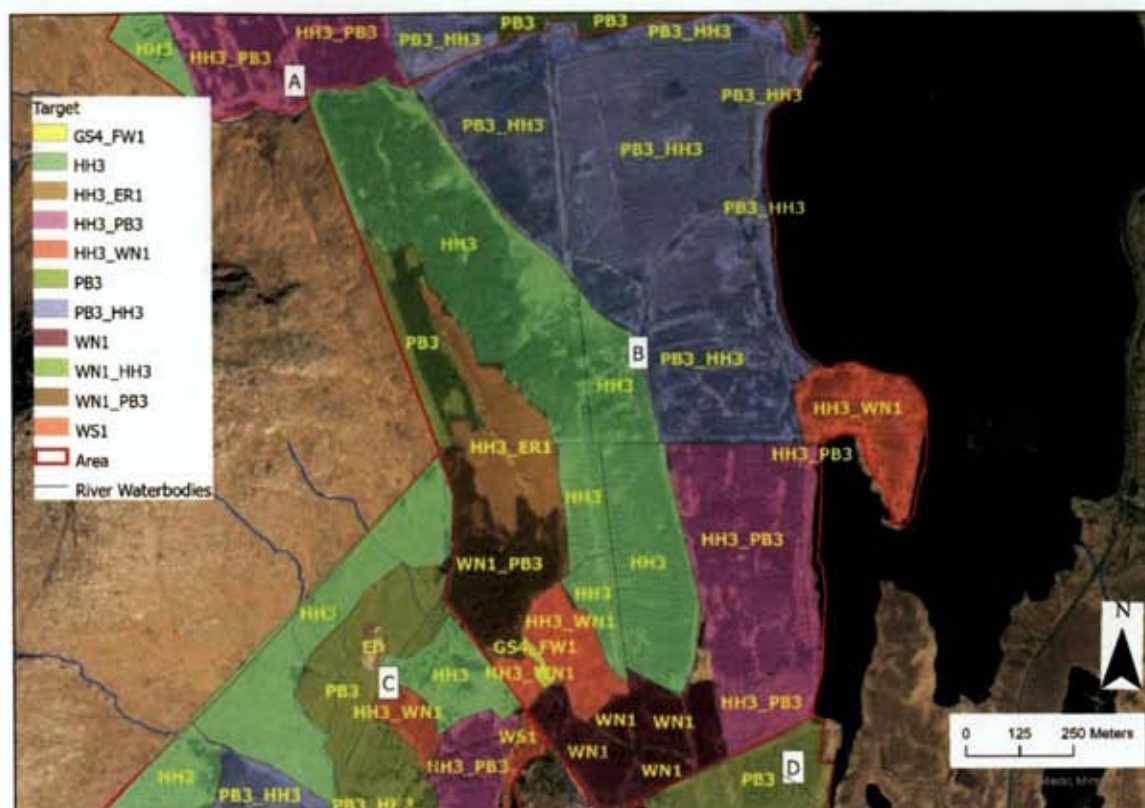 PB3
PB3
HH3_PB3
PB3_HH3
PB3_HH3
HH3
HH3_PB3
A
PB3_HH3
PB3_HH3
PB3_HH3
PB3_HH3
HH3
PB3
B
PB3_HH3
HH3
HH3_WN1
HH3_ER1
HH3_PB3
HH3
HH3_PB3
WN1_PB3
HH3
HH3
HH3
HH3_WN1
GS4_FW1
HH3_WN1
HH3
PB3
C
HH3_WN1
HH3_PB3
WS1
WN1
WN1
WN1
WN1
HH3_PB3
HH3
PB3_HH3
PB3
D
Target
GS4_FW1
HH3
HH3_ER1
HH3_PB3
HH3_WN1
PB3
PB3_HH3
WN1
WN1_HH3
WN1_PB3
WS1
Area
River Waterbodies
N
0 125 250 Meters